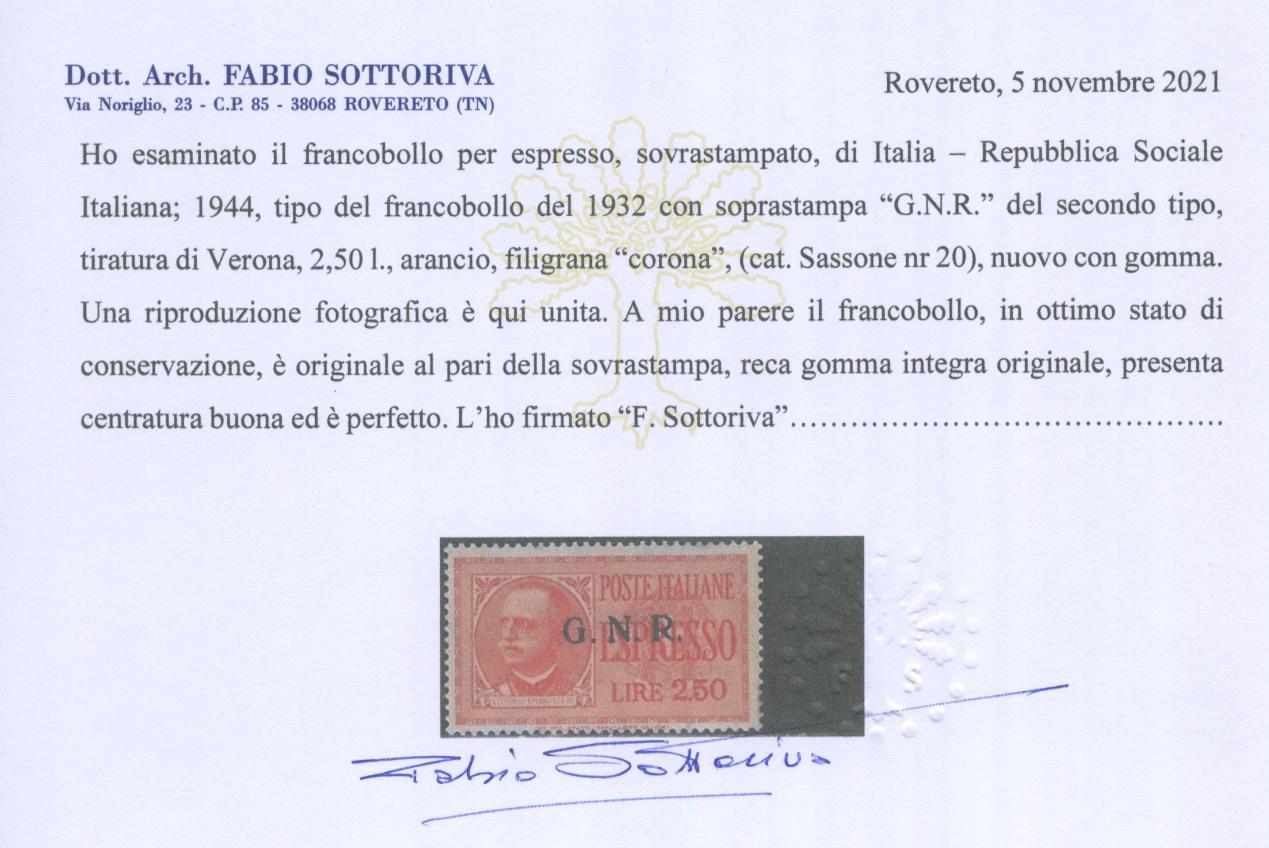 Dott. Arch. FABIO SOTTORIVA
Via Noriglio, 23 - C.P. 85 - 38068 ROVERETO (TN)
Rovereto, 5 novembre 2021
Ho esaminato il francobollo per espresso, sovrastampato, di Italia – Repubblica Sociale
Italiana; 1944, tipo del francobollo del 1932 con soprastampa “G.N.R.” del secondo tipo,
tiratura di Verona, 2,50 l., arancio, filigrana “corona”, (cat. Sassone nr 20), nuovo con gomma.
Una riproduzione fotografica è qui unita. A mio parere il francobollo, in ottimo stato di
conservazione, è originale al pari della sovrastampa, reca gomma integra originale, presenta
centratura buona ed è perfetto. L’ho firmato “F. Sottoriva”...........................................
POSTE ITALIANE
G. N. R.
ESPRESSO
LIRE 2.50
VITTORIO EMANUELE III
S
S
Fabio Sottoriva